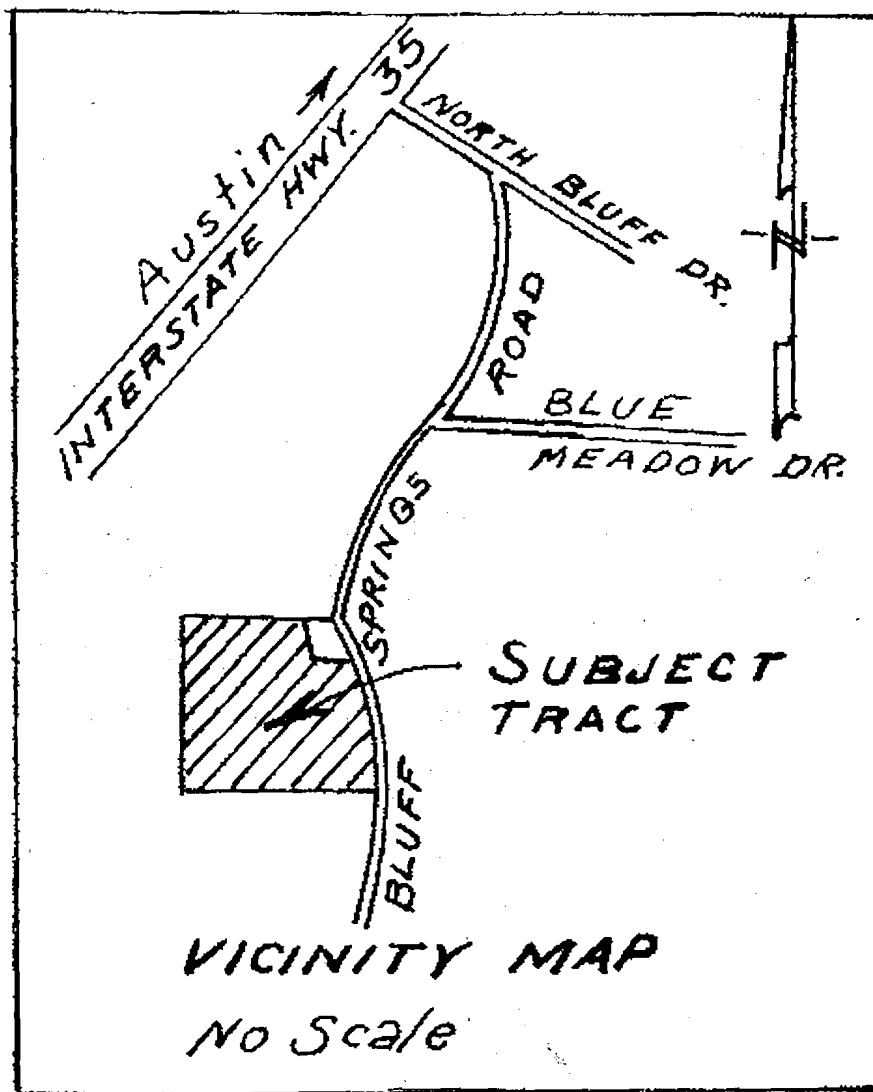 Austin
INTERSTATE HWY. 35
NORTH BLUFF DR.
BLUFF SPRINGS ROAD
BLUE
MEADOW DR.
SUBJECT
TRACT
VICINITY MAP
No Scale
N